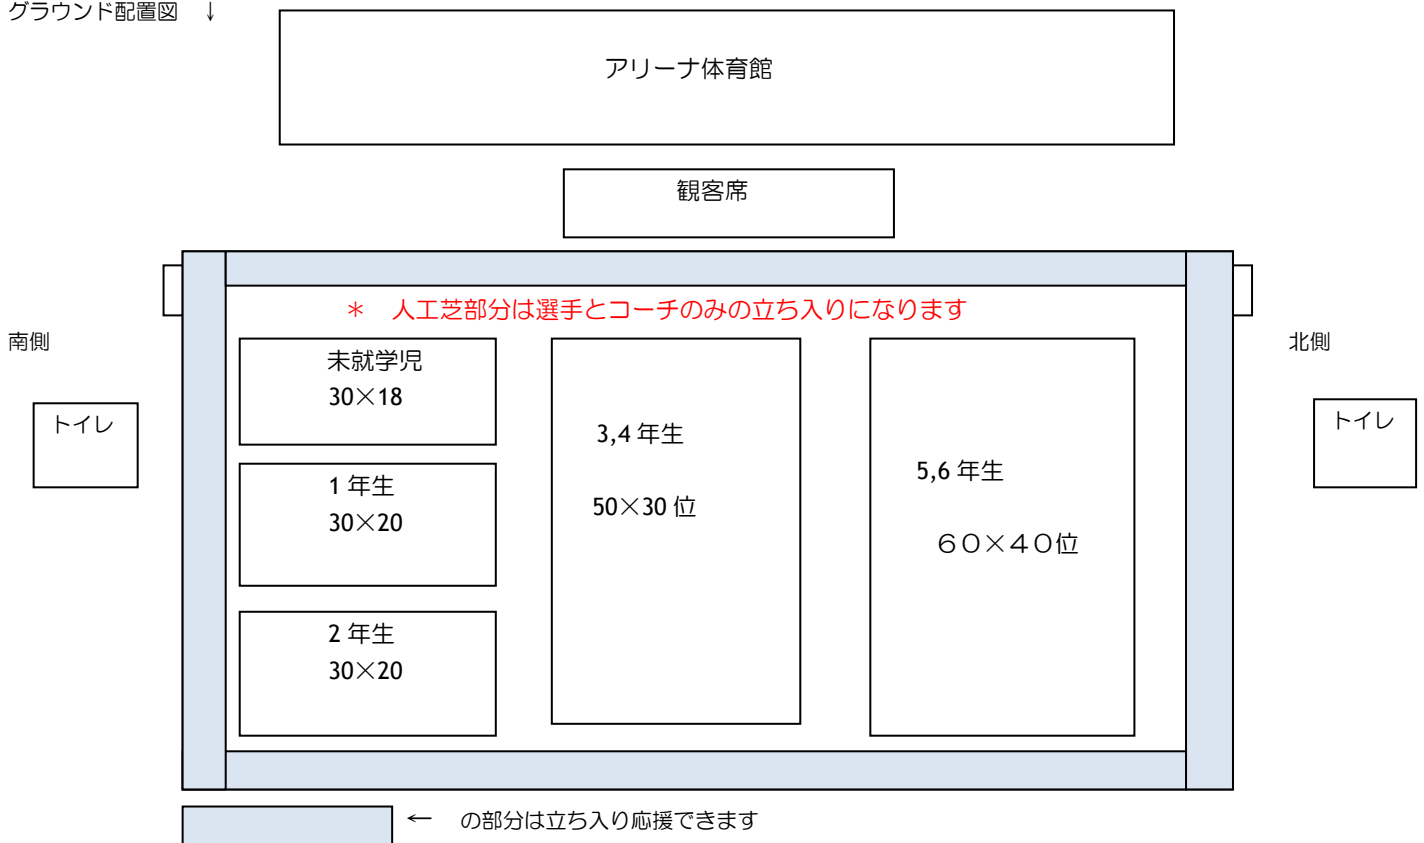 グラウンド配置図 ↓
アリーナ体育館
観客席
＊ 人工芝部分は選手とコーチのみの立ち入りになります
南側
北側
トイレ
トイレ
未就学児
30×18
1 年生
30×20
2 年生
30×20
3,4 年生
50×30 位
5,6 年生
６０×４０位
← の部分は立ち入り応援できます